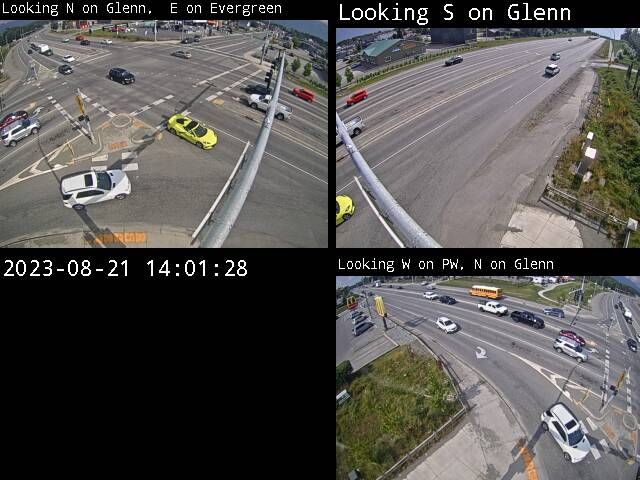 Looking N on Glenn, E on Evergreen
Looking S on Glenn
2023-08-21 14:01:28
Looking W on PW, N on Glenn